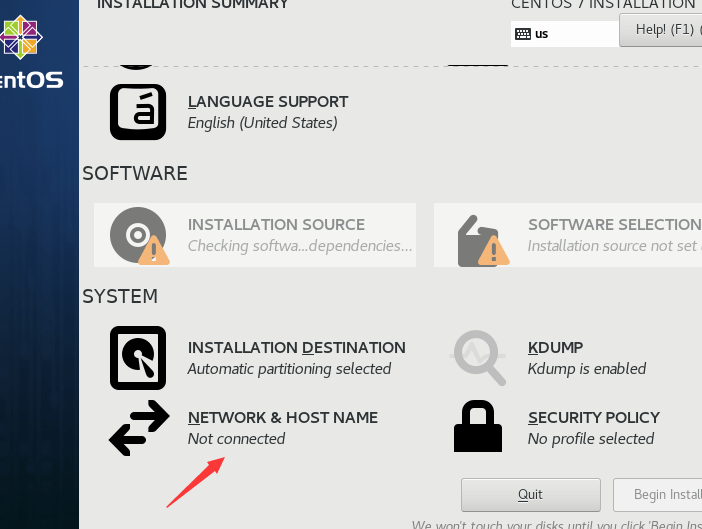 INSTALLATION SUMMARY
CENTOS 7 INSTALLATION
us
Help! (F1)
entOS
LANGUAGE SUPPORT
English (United States)
SOFTWARE
INSTALLATION SOURCE
Checking softwa...dependencies...
SOFTWARE SELECTION
Installation source not set
SYSTEM
INSTALLATION DESTINATION
Automatic partitioning selected
KDUMP
Kdump is enabled
NETWORK & HOST NAME
Not connected
SECURITY POLICY
No profile selected
Quit
Begin Instal
We won't touch your disks until you click 'Begin Ins